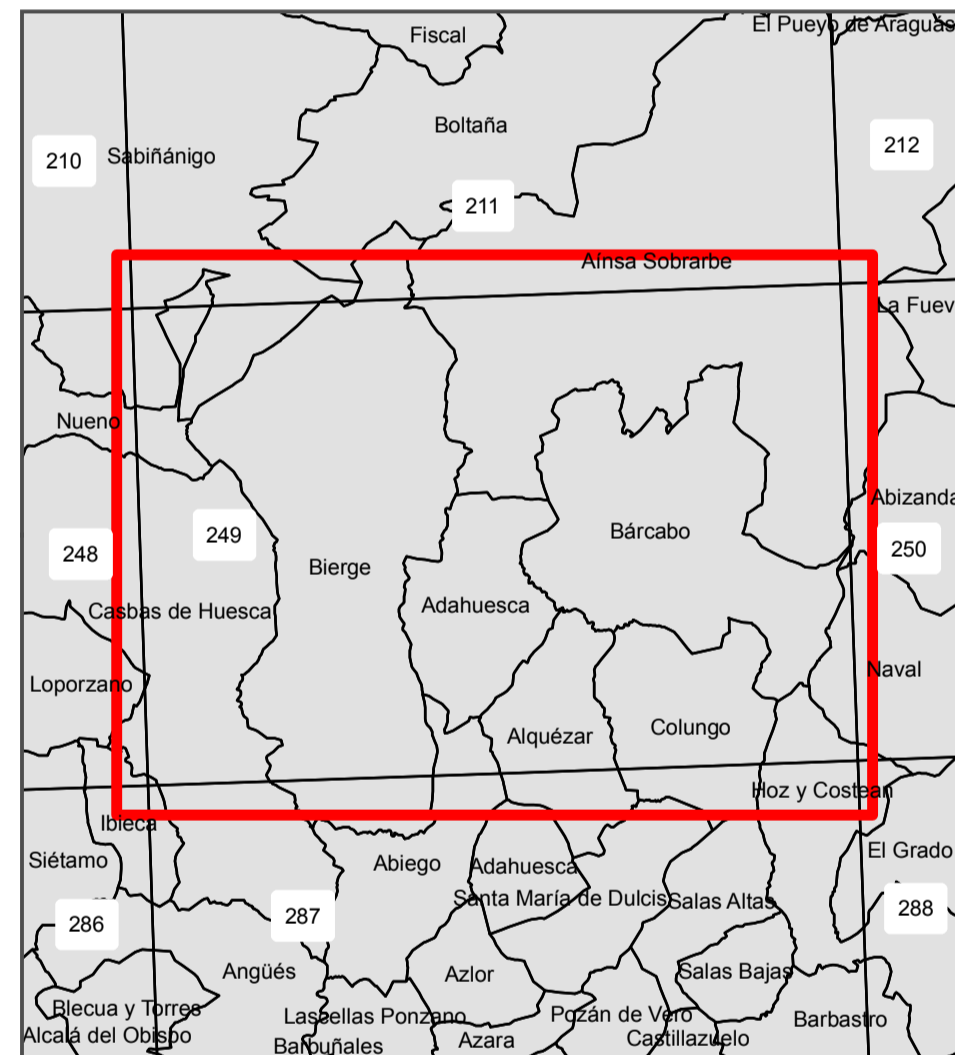 El Pueyo de Araguás
Fiscal
Boltaña
210
Sabiñánigo
212
211
Aínsa Sobrarbe
La Fuev
Nueno
Abizanda
249
Bárcabo
248
250
Bierge
Adahuesca
Casbas de Huesca
Loporzano
Naval
Alquézar
Colungo
Hoz y Costean
Ibieca
Siétamo
Abiego
Adahuesca
El Grado
Santa María de Dulcis
Salas Altas
286
287
288
Angüés
Azlor
Salas Bajas
Blecua y Torres
Lascellas Ponzano
Pozán de Vero
Barbastro
Alcalá del Obispo
Barbuñales
Azara
Castillazuelo